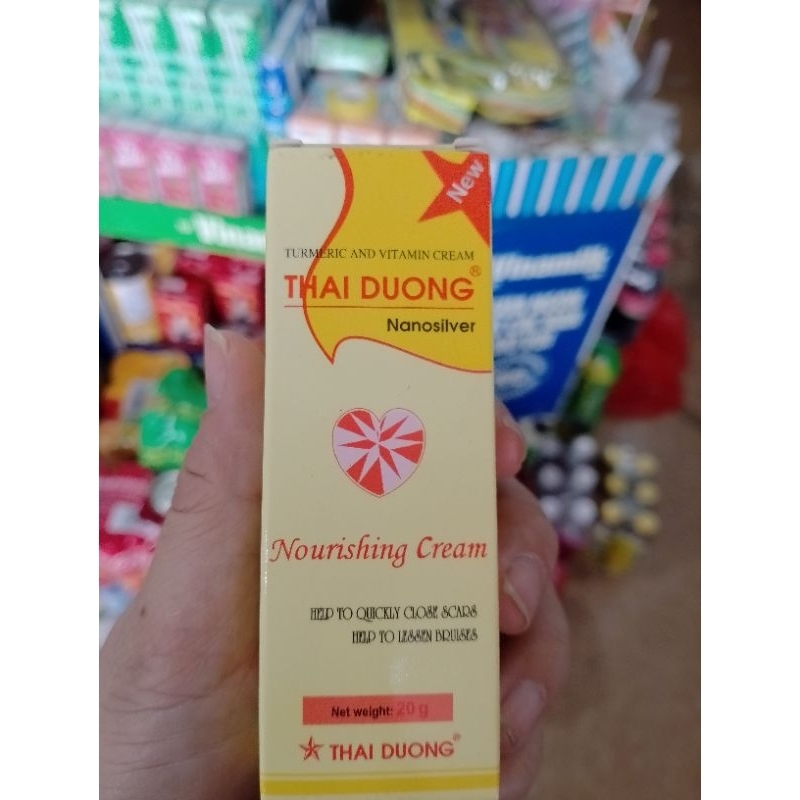 New
TURMERIC AND VITAMIN CREAM
THAI DUONG®
Nanosilver
Nourishing Cream
HELP TO QUICKLY CLOSE SCARS
HELP TO LESSEN BRUISES
Net weight: 20 g
THAI DUONG®
Vinamilk